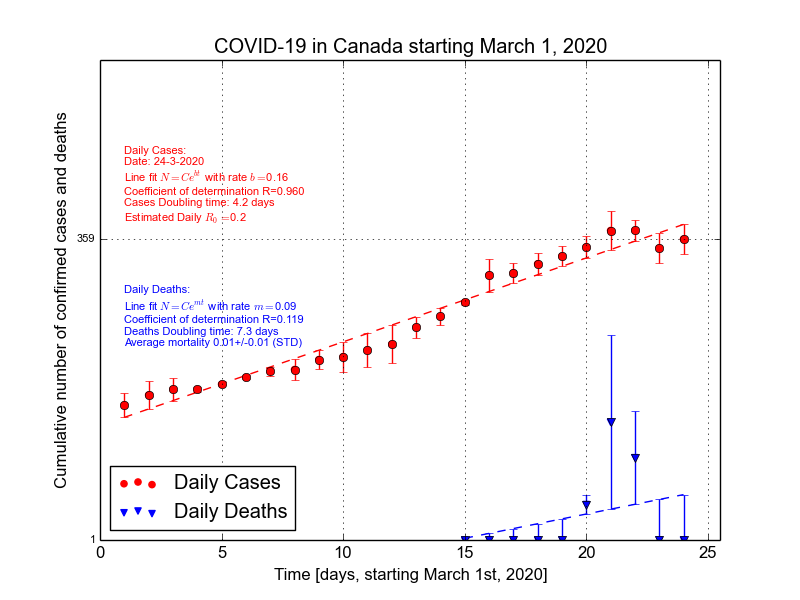 COVID-19 in Canada starting March 1, 2020
Cumulative number of confirmed cases and deaths
Daily Cases:
Date: 24-3-2020
Line fit N = Ce^{bt} with rate b =0.16
Coefficient of determination R=0.960
Cases Doubling time: 4.2 days
Estimated Daily R_0 =0.2
359
Daily Deaths:
Line fit N = Ce^{mt} with rate m =0.09
Coefficient of determination R=0.119
Deaths Doubling time: 7.3 days
Average mortality 0.01+/-0.01 (STD)
Daily Cases
Daily Deaths
1
0 5 10 15 20 25
Time [days, starting March 1st, 2020]